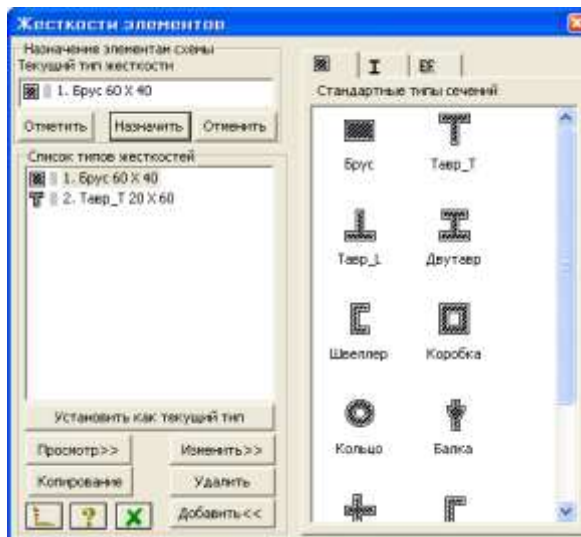 Жесткости элементов
Назначение элементам схемы
Текущий тип жесткости
1. Брус 60 X 40
Отметить
Назначить
Отменить
Список типов жесткостей
1. Брус 60 X 40
2. Тавр_T 20 X 60
Установить как текущий тип
Просмотр>>
Изменить>>
Копирование
Удалить
Добавить<<
Стандартные типы сечений
Брус
Тавр_T
Тавр_L
Двутавр
Швеллер
Коробка
Кольцо
Балка